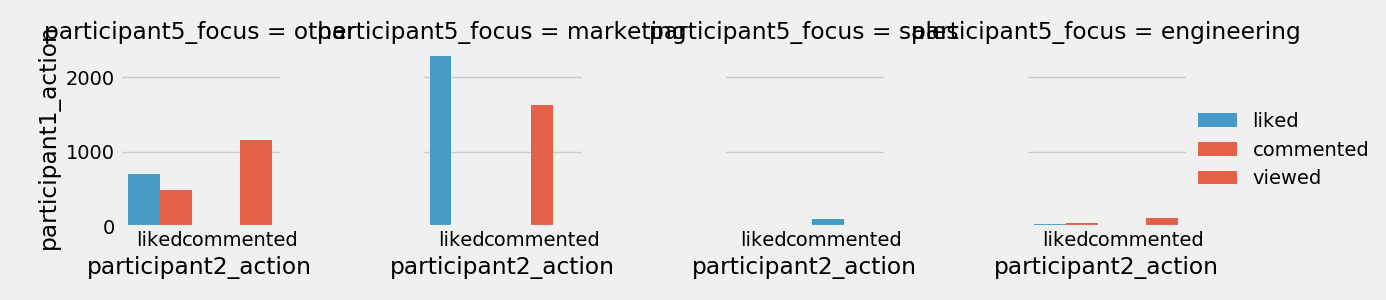 participant5_focus = other
participant5_focus = marketing
participant5_focus = sales
participant5_focus = engineering
participant1_action
2000
1000
0
liked
commented
viewed
liked commented
liked commented
liked commented
liked commented
participant2_action
participant2_action
participant2_action
participant2_action